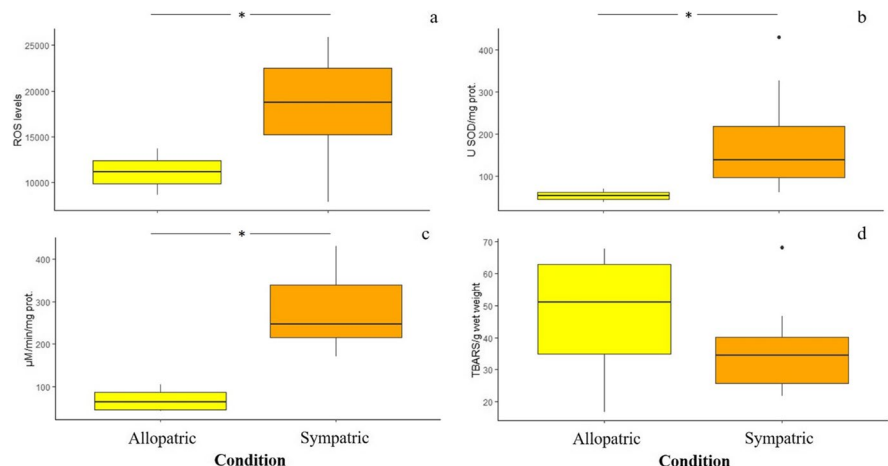 * a
ROS levels
25000
20000
15000
10000
* b
U SOD/mg prot.
400
300
200
100
* c
μM/min/mg prot.
400
300
200
100
Allopatric Sympatric
Condition
d
TBARS/g wet weight
70
60
50
40
30
20
Allopatric Sympatric
Condition